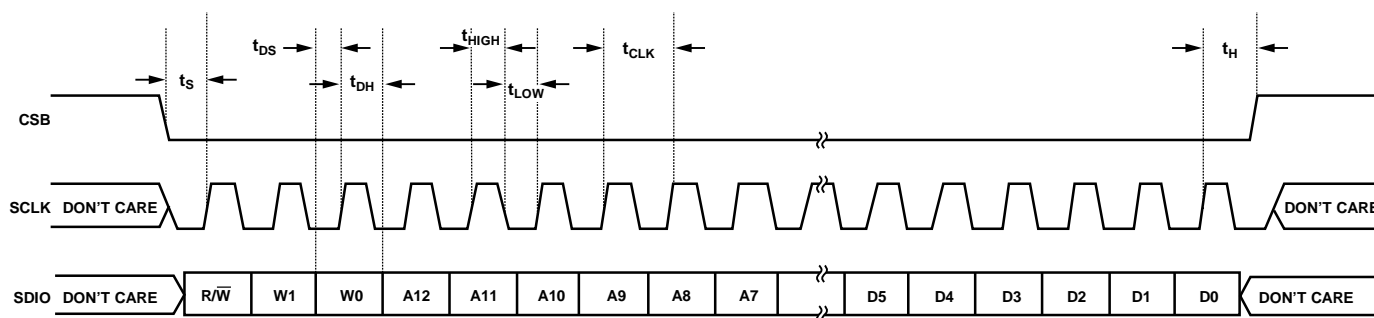 tDS
tHIGH
tCLK
tH
tS
tDH
tLOW
CSB
SCLK DON'T CARE DON'T CARE
SDIO DON'T CARE R/W̅ W1 W0 A12 A11 A10 A9 A8 A7 D5 D4 D3 D2 D1 D0 DON'T CARE